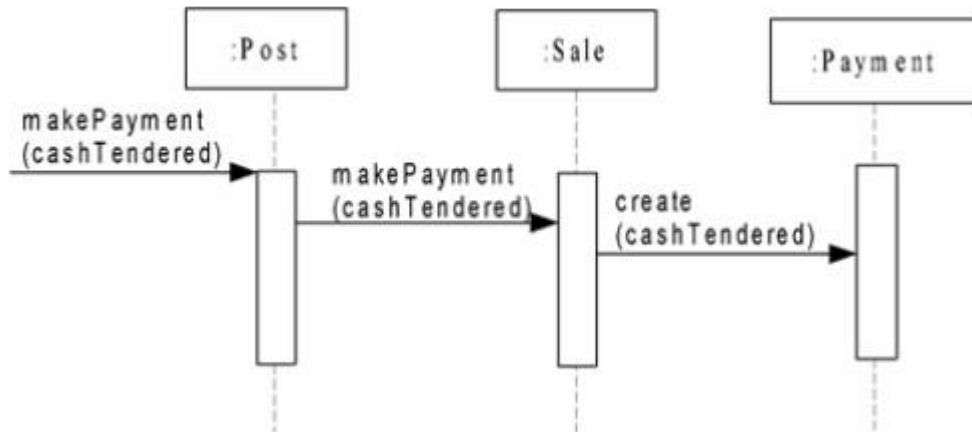 :Post
:Sale
:Payment
makePayment
(cashTendered)
makePayment
(cashTendered)
create
(cashTendered)